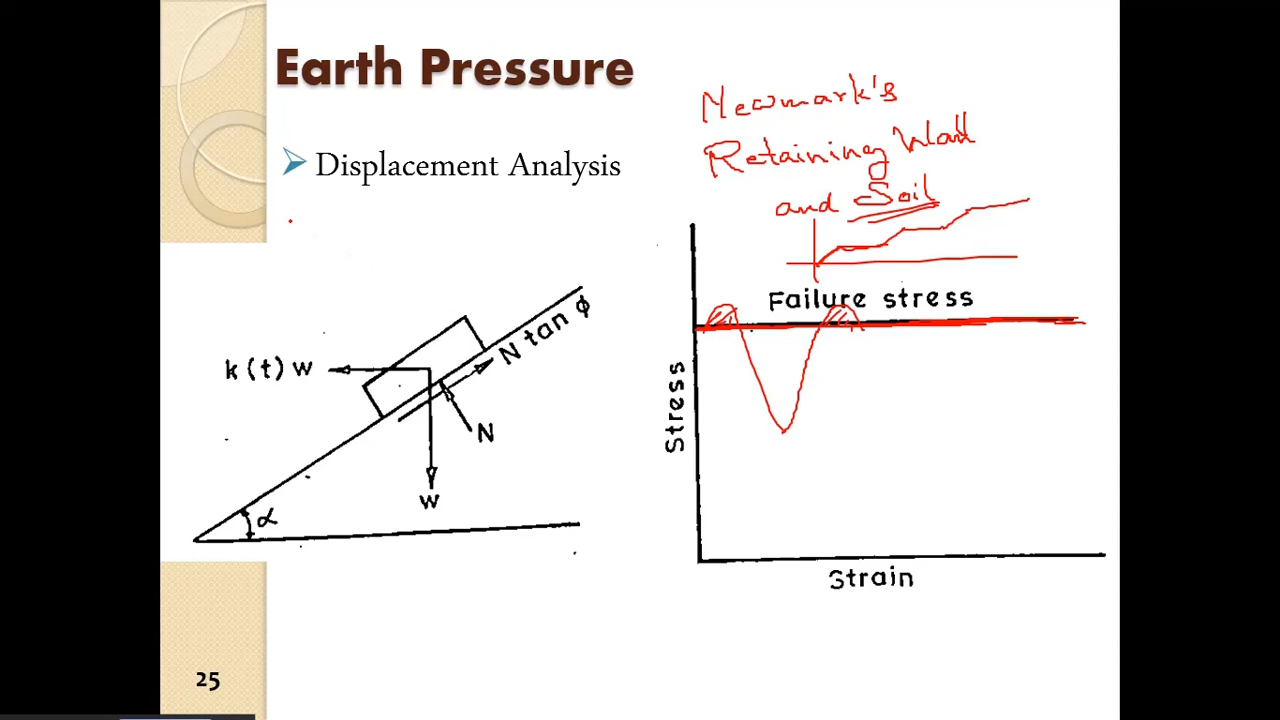 Earth Pressure
Displacement Analysis
Newmark's
Retaining Wall
and Soil
Failure stress
N tan ϕ
k(t) w
N
w
α
Stress
Strain
25